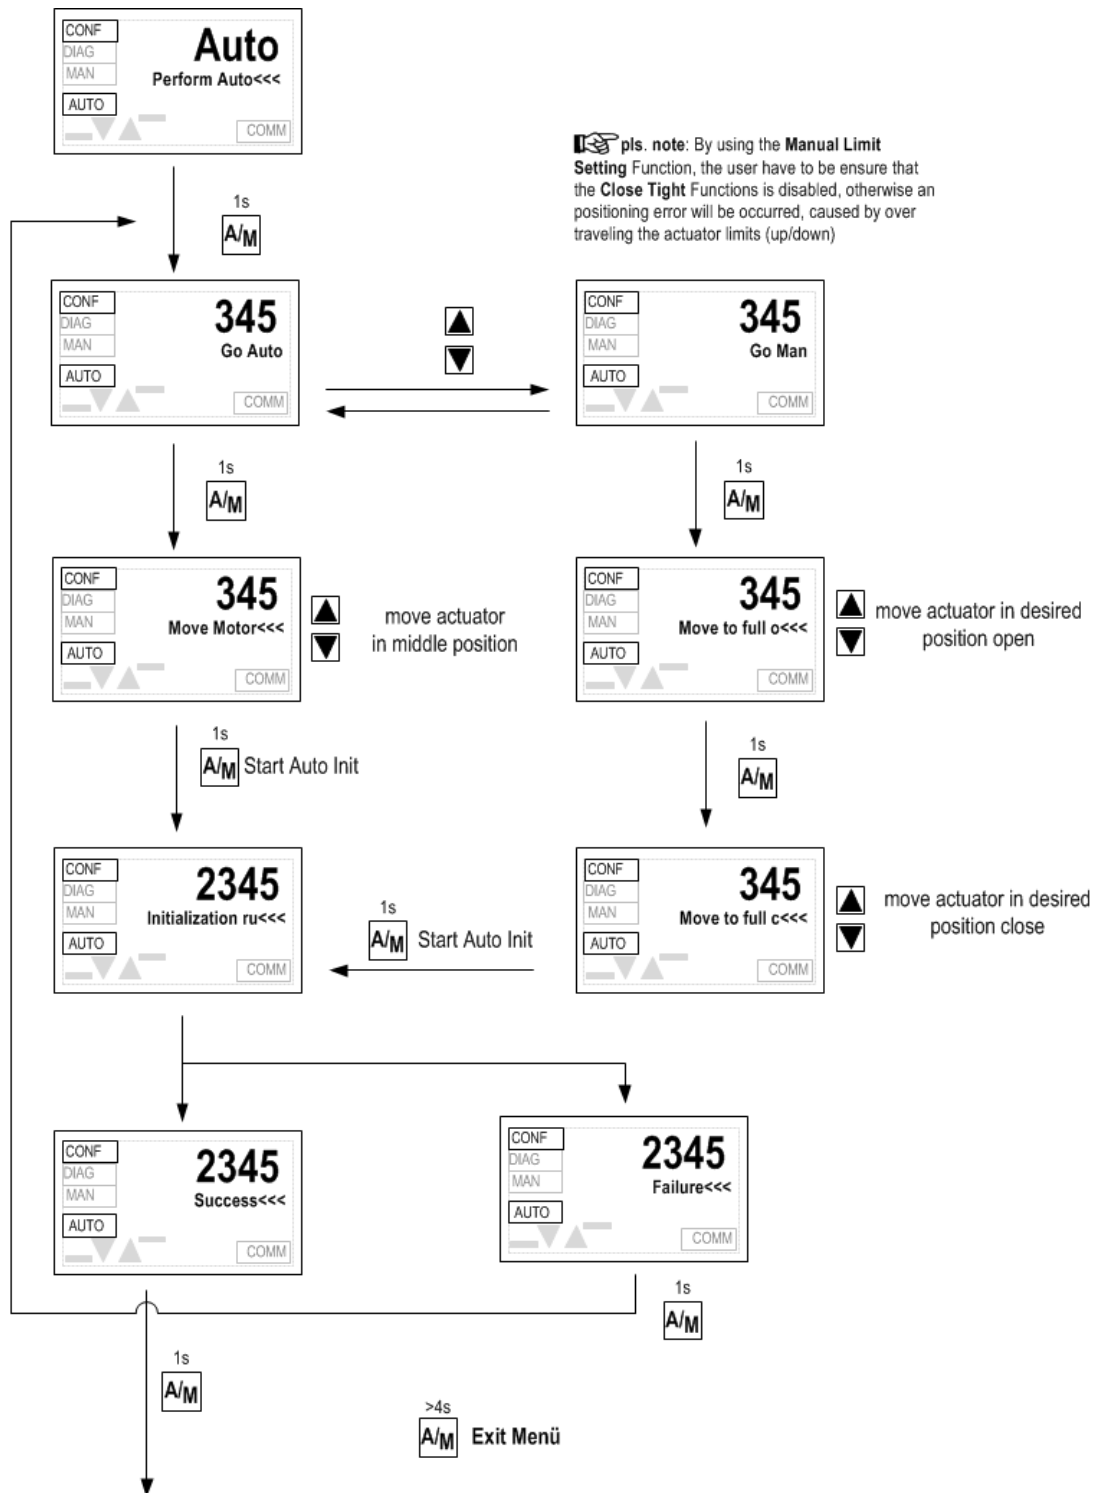 CONF
DIAG
MAN
AUTO
Auto
Perform Auto<<<
COMM
pls. note: By using the Manual Limit
Setting Function, the user have to be ensure that
the Close Tight Functions is disabled, otherwise an
positioning error will be occurred, caused by over
traveling the actuator limits (up/down)
1s
A/M
CONF
DIAG
MAN
AUTO
345
Go Auto
COMM
CONF
DIAG
MAN
AUTO
345
Go Man
COMM
1s
A/M
1s
A/M
CONF
DIAG
MAN
AUTO
345
Move Motor<<<
COMM
move actuator
in middle position
CONF
DIAG
MAN
AUTO
345
Move to full o<<<
COMM
move actuator in desired
position open
1s
A/M Start Auto Init
1s
A/M
CONF
DIAG
MAN
AUTO
2345
Initialization ru<<<
COMM
1s
A/M Start Auto Init
CONF
DIAG
MAN
AUTO
345
Move to full c<<<
COMM
move actuator in desired
position close
CONF
DIAG
MAN
AUTO
2345
Success<<<
COMM
CONF
DIAG
MAN
AUTO
2345
Failure<<<
COMM
1s
A/M
1s
A/M
>4s
A/M Exit Menü